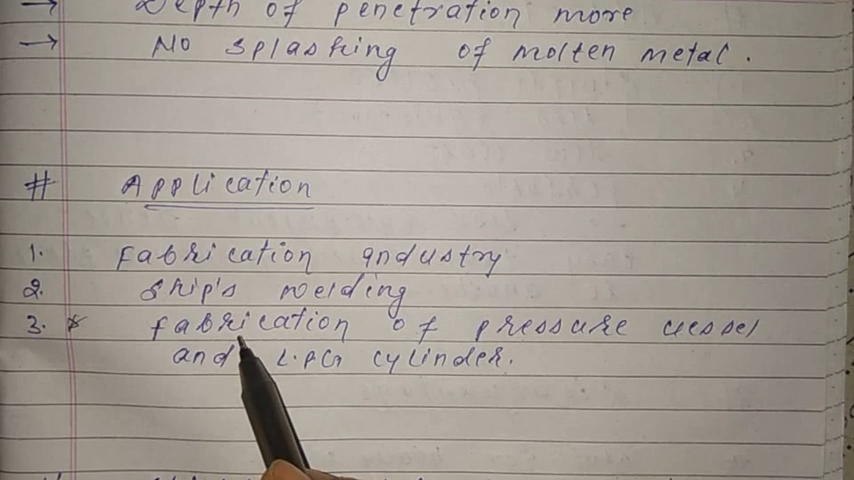 → Depth of penetration more
→ No splashing of molten metal.
# Application
1. Fabrication industry
2. Ship's welding
3. * Fabrication of pressure vessel
and L.P.G cylinder.